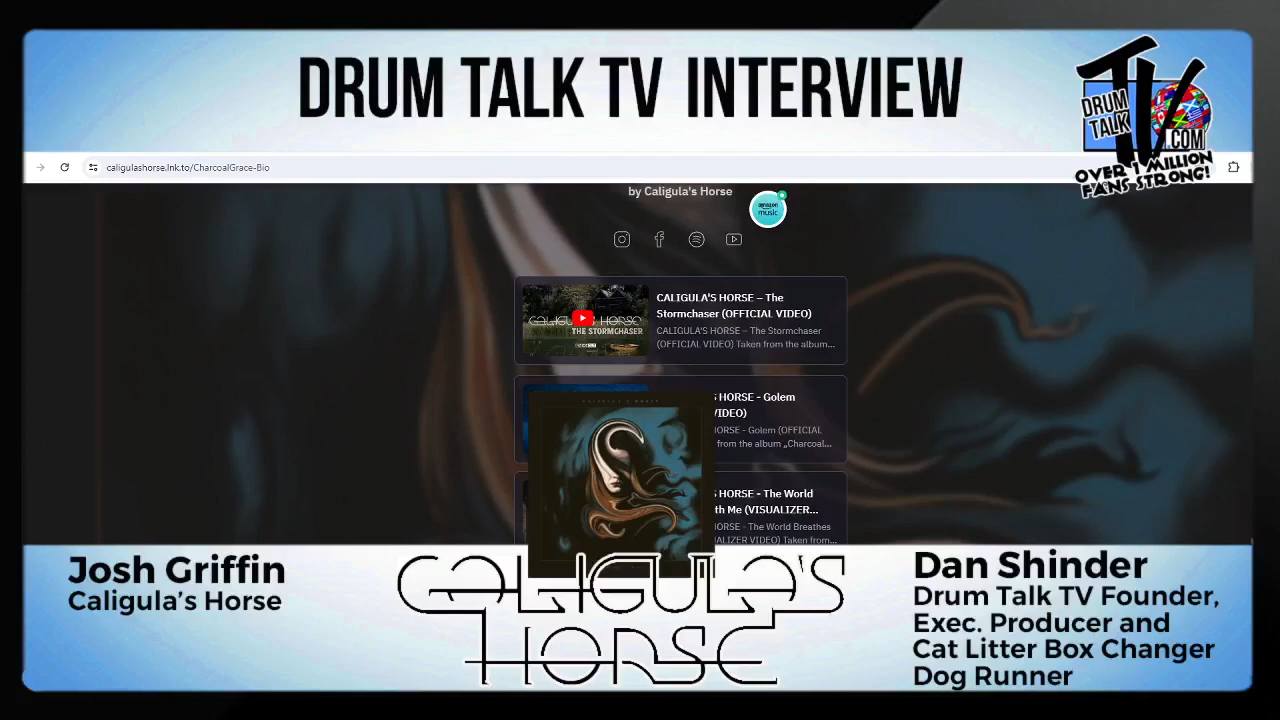 DRUM TALK TV INTERVIEW
DRUM
TALK
TV
.COM
OVER 1 MILLION
FANS STRONG!
caligulashorse.lnk.to/CharcoalGrace-Bio
by Caligula's Horse
amazon
music
CALIGULA'S HORSE – The
Stormchaser (OFFICIAL VIDEO)
CALIGULA'S HORSE – The Stormchaser
(OFFICIAL VIDEO) Taken from the album...
CALIGULA'S HORSE
THE STORMCHASER
HORSE - Golem
VIDEO)
HORSE - Golem (OFFICIAL
from the album „Charcoal...
HORSE - The World
th Me (VISUALIZER...
HORSE - The World Breathes
ALIZER VIDEO) Taken from...
Josh Griffin
Caligula’s Horse
CALIGULA'S
HORSE
Dan Shinder
Drum Talk TV Founder,
Exec. Producer and
Cat Litter Box Changer
Dog Runner